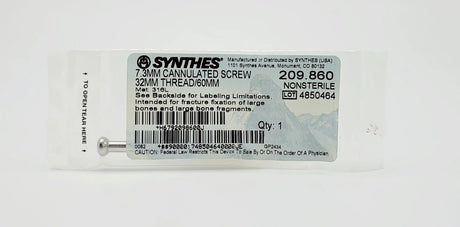 SYNTHES®
Manufactured or Distributed by SYNTHES (USA)
1101 Synthes Avenue, Monument, CO 80132
7.3MM CANNULATED SCREW
32MM THREAD/60MM
Mat: 316L
See Backside for Labeling Limitations.
Intended for fracture fixation of large
bones and large bone fragments.
209.860
NONSTERILE
LOT 4850464
Qty: 1
GP2434
CAUTION: Federal Law Restricts This Device To Sale By Or On The Order Of A Physician
TO OPEN TEAR HERE